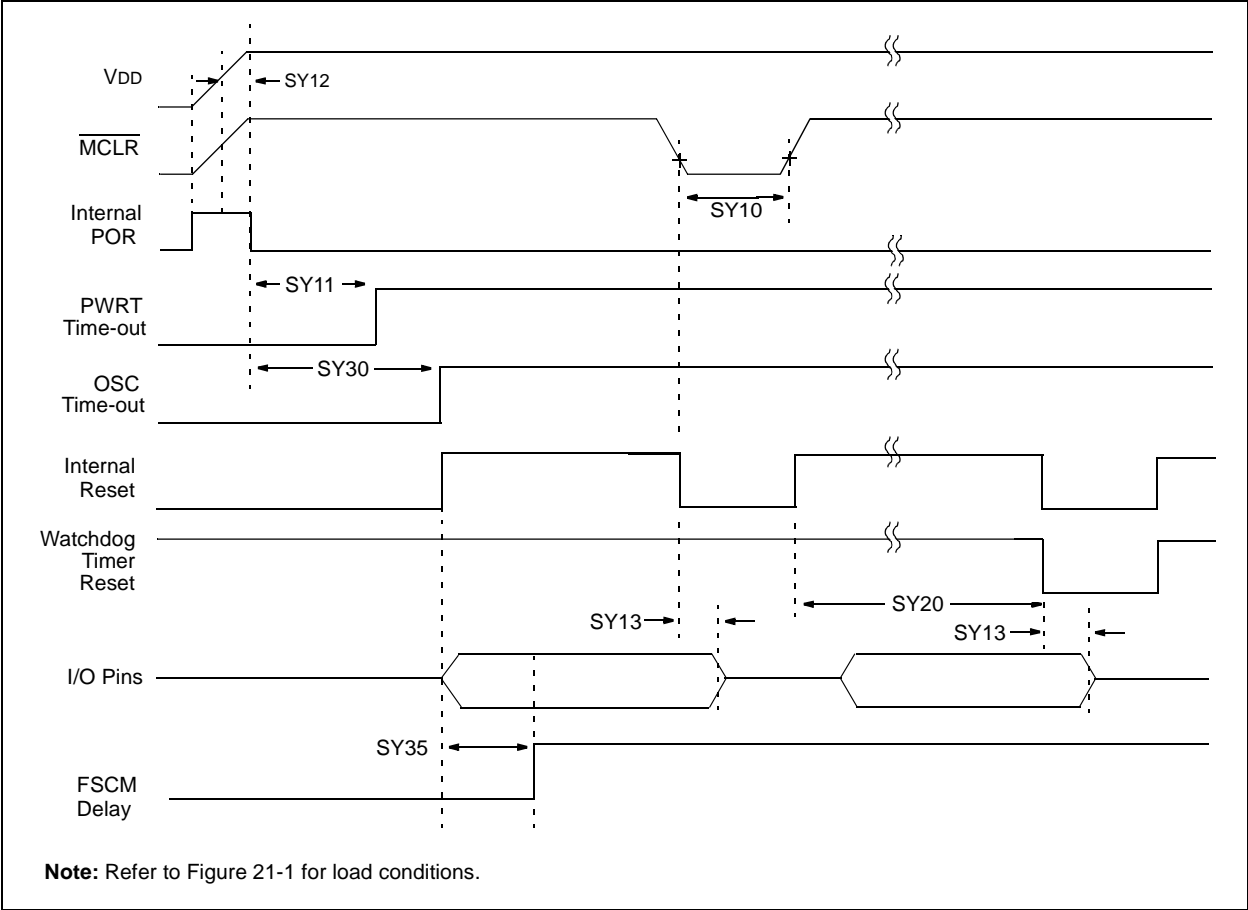 VDD
SY12
MCLR
SY10
Internal
POR
SY11
PWRT
Time-out
SY30
OSC
Time-out
Internal
Reset
Watchdog
Timer
Reset
SY20
SY13
SY13
I/O Pins
SY35
FSCM
Delay
Note: Refer to Figure 21-1 for load conditions.